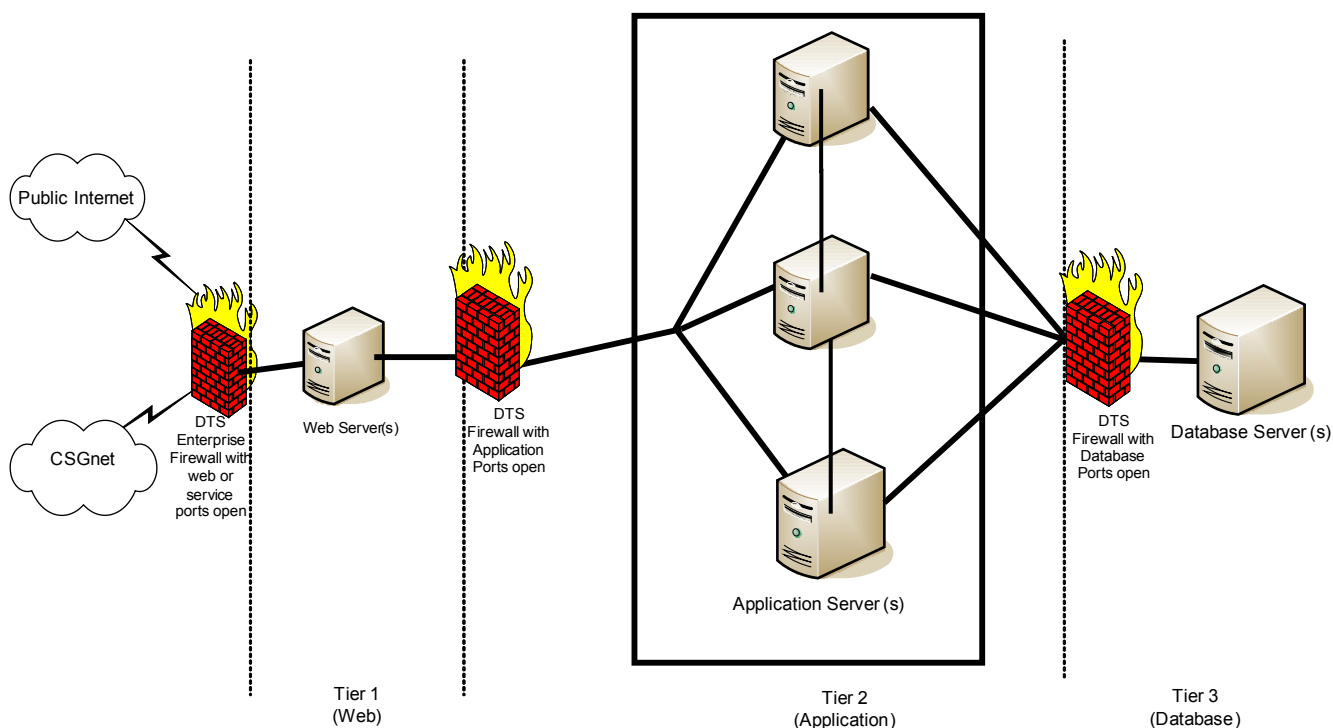 Public Internet
CSGnet
DTS
Enterprise
Firewall with
web or
service
ports open
Web Server(s)
DTS
Firewall with
Application
Ports open
Application Server (s)
DTS
Firewall with
Database
Ports open
Database Server (s)
Tier 1
(Web)
Tier 2
(Application)
Tier 3
(Database)